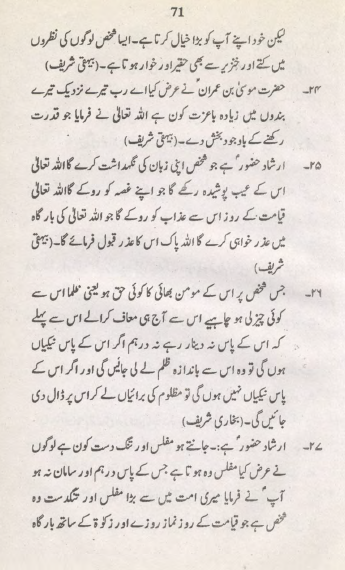 71
لیکن خود اپنے آپ کو بڑا خیال کرتا ہے۔ ایسا شخص لوگوں کی نظروں
میں کتے اور خنزیر سے بھی حقیر اور خوار ہوتا ہے۔ (بیہقی شریف)
۲۴۔ حضرت موسیٰ بن عمران ؑ نے عرض کیا اے رب تیرے نزدیک تیرے
بندوں میں زیادہ باعزت کون ہے اللہ تعالیٰ نے فرمایا جو قدرت
رکھنے کے باوجود بخش دے۔ (بیہقی شریف)
۲۵۔ ارشاد حضور ؐ ہے جو شخص اپنی زبان کی نگہداشت کرے گا اللہ تعالیٰ
اس کے عیب پوشیدہ رکھے گا جو اپنے غصہ کو روکے گا اللہ تعالیٰ
قیامت کے روز اس سے عذاب کو روکے گا جو اللہ تعالیٰ کی بارگاہ
میں عذر خواہی کرے گا اللہ پاک اس کا عذر قبول فرمائے گا۔ (بیہقی
شریف)
۲۶۔ جس شخص پر اس کے مومن بھائی کا کوئی حق ہو یعنی ظلما اس سے
کوئی چیز لی ہو چاہیے اس سے آج ہی معاف کرا لے اس سے پہلے
کہ اس کے پاس نہ دینار رہے نہ درہم اگر اس کے پاس نیکیاں
ہوں گی تو وہ اس سے باندازہ ظلم لے لی جائیں گی اور اگر اس کے
پاس نیکیاں نہیں ہوں گی تو مظلوم کی برائیاں لے کر اس پر ڈال دی
جائیں گی۔ (بخاری شریف)
۲۷۔ ارشاد حضور ؐ ہے:۔ جانتے ہو مفلس اور تنگ دست کون ہے لوگوں
نے عرض کیا مفلس وہ ہوتا ہے جس کے پاس درہم اور سامان نہ ہو
آپ ؐ نے فرمایا میری امت میں سے بڑا مفلس اور تنگدست وہ
شخص ہے جو قیامت کے روز نماز روزے اور زکوٰۃ کے ساتھ بارگاہ